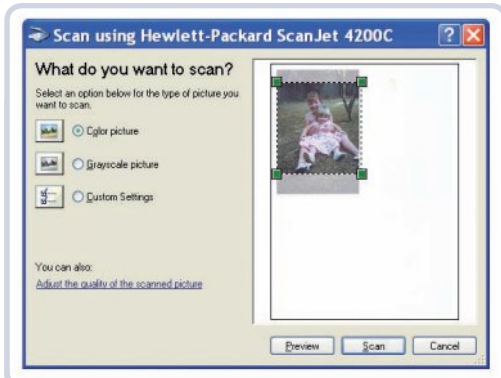 Scan using Hewlett-Packard ScanJet 4200C
What do you want to scan?
Select an option below for the type of picture you
want to scan.
Color picture
Grayscale picture
Custom Settings
You can also:
Adjust the quality of the scanned picture
Preview
Scan
Cancel